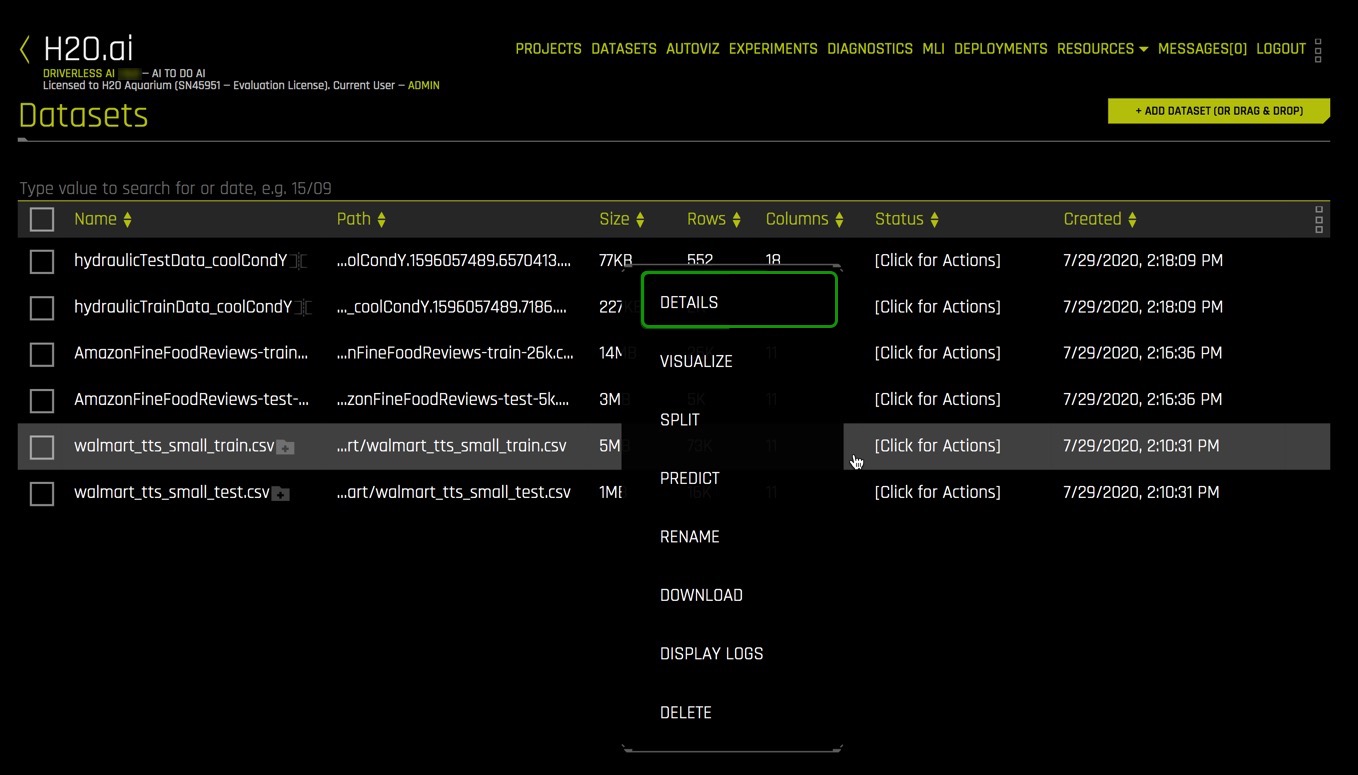 H2O.ai
PROJECTS DATASETS AUTOVIZ EXPERIMENTS DIAGNOSTICS MLI DEPLOYMENTS RESOURCES MESSAGES[0] LOGOUT
DRIVERLESS AI — AI TO DO AI
Licensed to H2O Aquarium (SN45951 — Evaluation License). Current User — ADMIN
Datasets
+ ADD DATASET (OR DRAG & DROP)
Type value to search for or date, e.g. 15/09
Name Path Size Rows Columns Status Created
hydraulicTestData_coolCondY ...olCondY.1596057489.6570413.... 77KB 552 18 [Click for Actions] 7/29/2020, 2:18:09 PM
hydraulicTrainData_coolCondY ..._coolCondY.1596057489.7186.... 227 [Click for Actions] 7/29/2020, 2:18:09 PM
AmazonFineFoodReviews-train... ...nFineFoodReviews-train-26k.c... 14MB 11 [Click for Actions] 7/29/2020, 2:16:36 PM
AmazonFineFoodReviews-test-... ...zonFineFoodReviews-test-5k.... 3MB 5K 11 [Click for Actions] 7/29/2020, 2:16:36 PM
walmart_tts_small_train.csv ...rt/walmart_tts_small_train.csv 5MB 73K 11 [Click for Actions] 7/29/2020, 2:10:31 PM
walmart_tts_small_test.csv ...art/walmart_tts_small_test.csv 1MB 16K 11 [Click for Actions] 7/29/2020, 2:10:31 PM
DETAILS
VISUALIZE
SPLIT
PREDICT
RENAME
DOWNLOAD
DISPLAY LOGS
DELETE